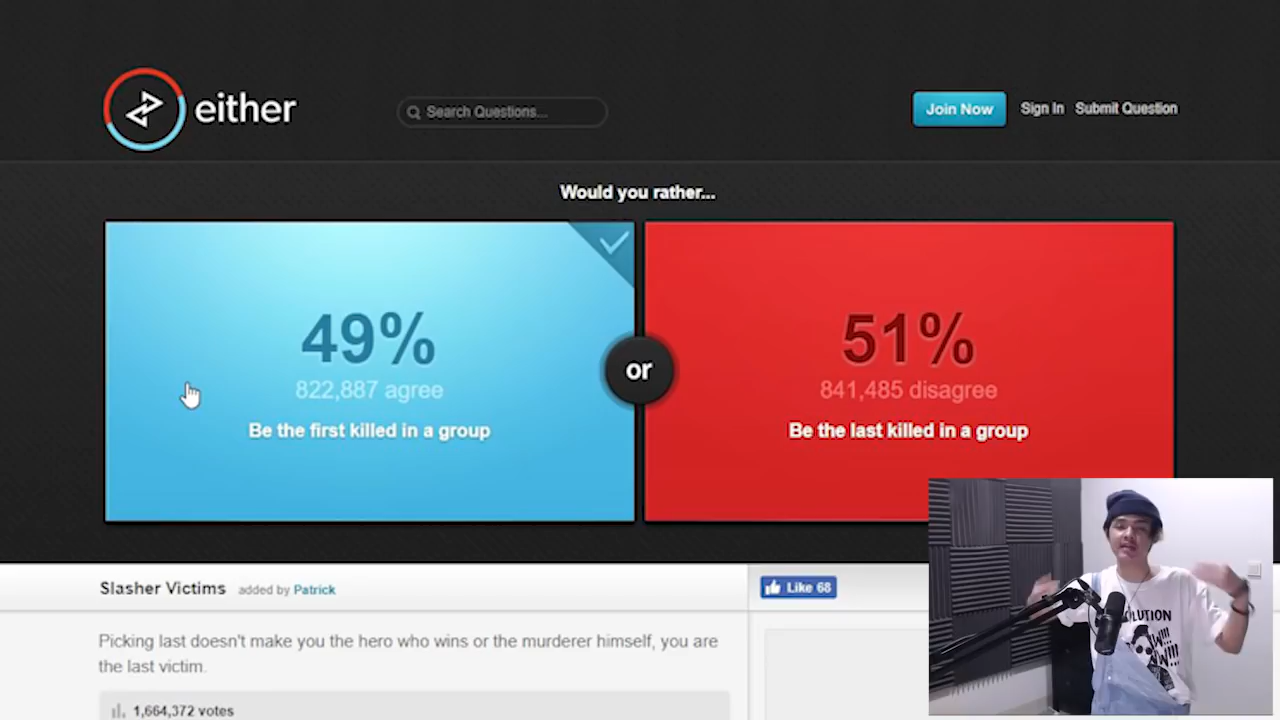 either
Search Questions...
Join Now
Sign In
Submit Question
Would you rather...
49%
822,887 agree
Be the first killed in a group
or
51%
841,485 disagree
Be the last killed in a group
Slasher Victims added by Patrick
Like 68
Picking last doesn't make you the hero who wins or the murderer himself, you are
the last victim.
1,664,372 votes